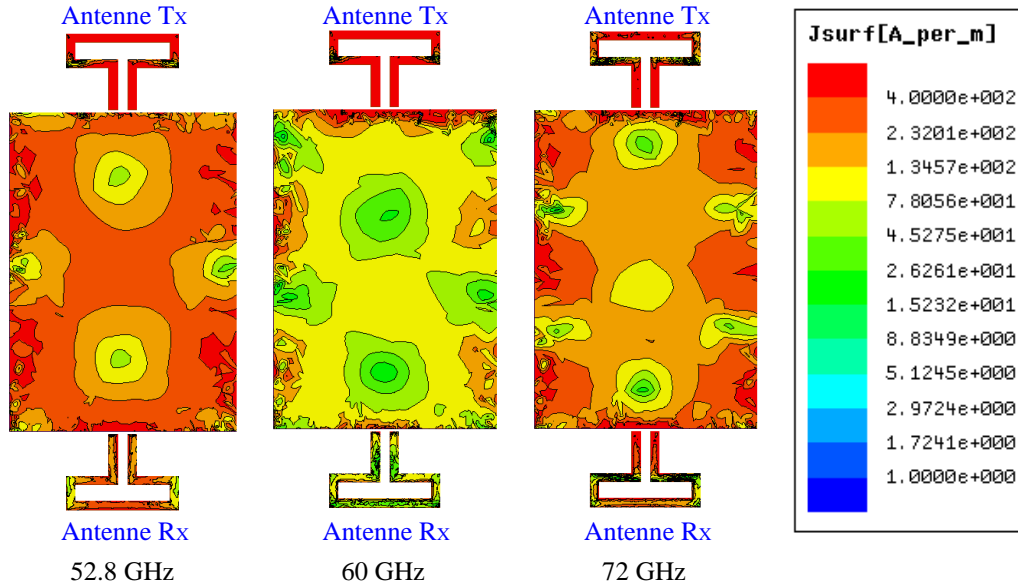 Antenne Tx
Antenne Tx
Antenne Tx
Jsurf[A_per_m]
4.0000e+002
2.3201e+002
1.3457e+002
7.8056e+001
4.5275e+001
2.6261e+001
1.5232e+001
8.8349e+000
5.1245e+000
2.9724e+000
1.7241e+000
1.0000e+000
Antenne Rx
Antenne Rx
Antenne Rx
52.8 GHz
60 GHz
72 GHz